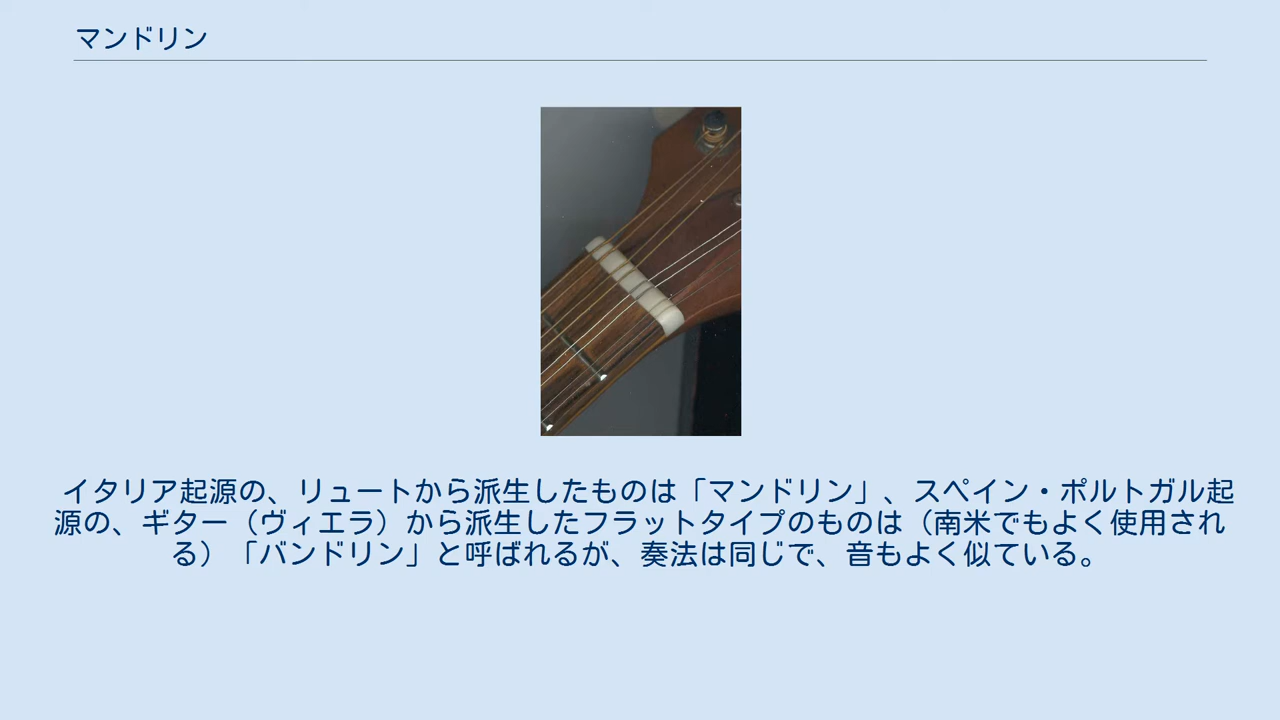 マンドリン
イタリア起源の、リュートから派生したものは「マンドリン」、スペイン・ポルトガル起
源の、ギター（ヴィエラ）から派生したフラットタイプのものは（南米でもよく使用され
る）「バンドリン」と呼ばれるが、奏法は同じで、音もよく似ている。